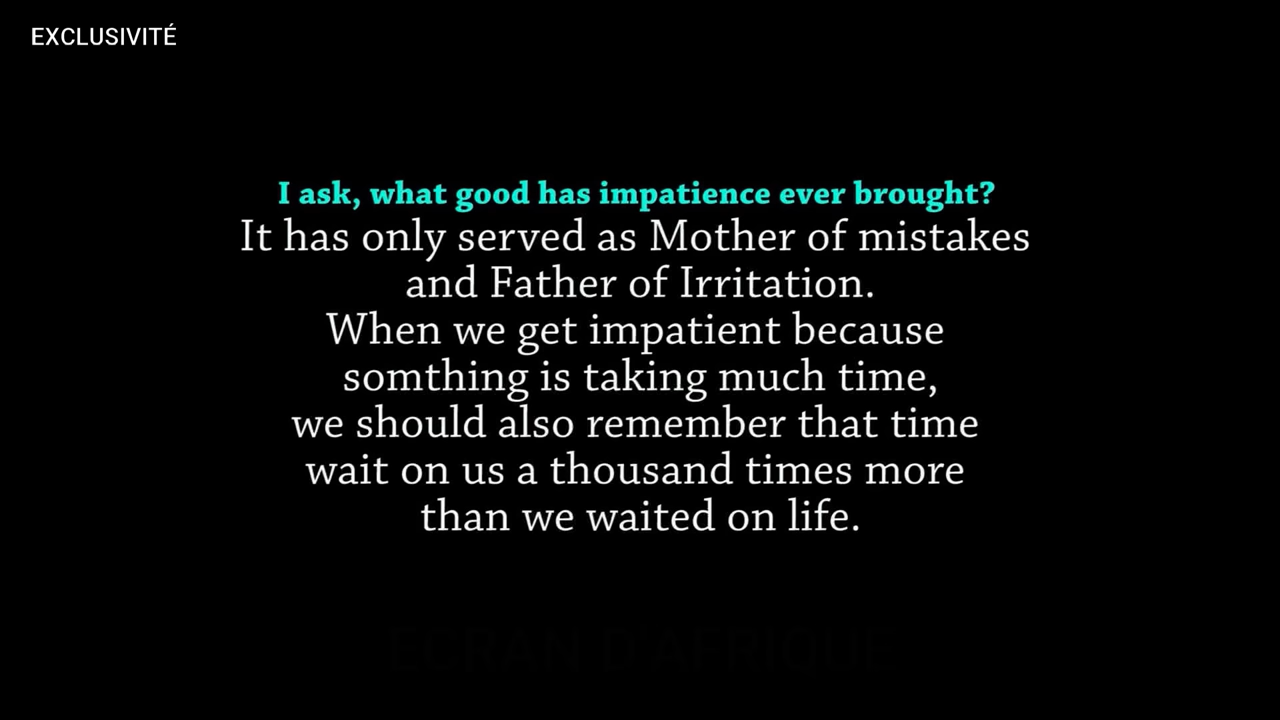 EXCLUSIVITÉ
I ask, what good has impatience ever brought?
It has only served as Mother of mistakes
and Father of Irritation.
When we get impatient because
somthing is taking much time,
we should also remember that time
wait on us a thousand times more
than we waited on life.
ECRAN D'AFRIQUE